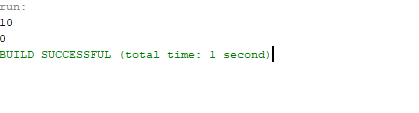 run:
10
0
BUILD SUCCESSFUL (total time: 1 second)